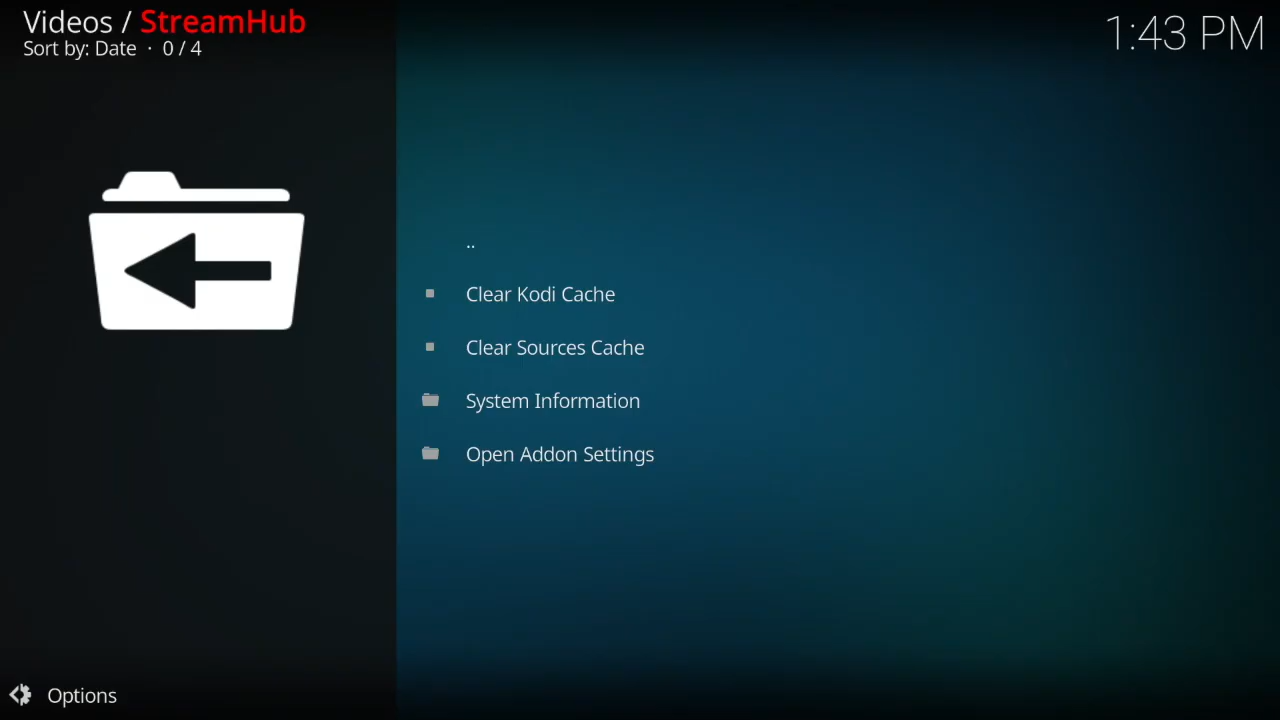 Videos / StreamHub
Sort by: Date · 0 / 4
1:43 PM
..
Clear Kodi Cache
Clear Sources Cache
System Information
Open Addon Settings
Options